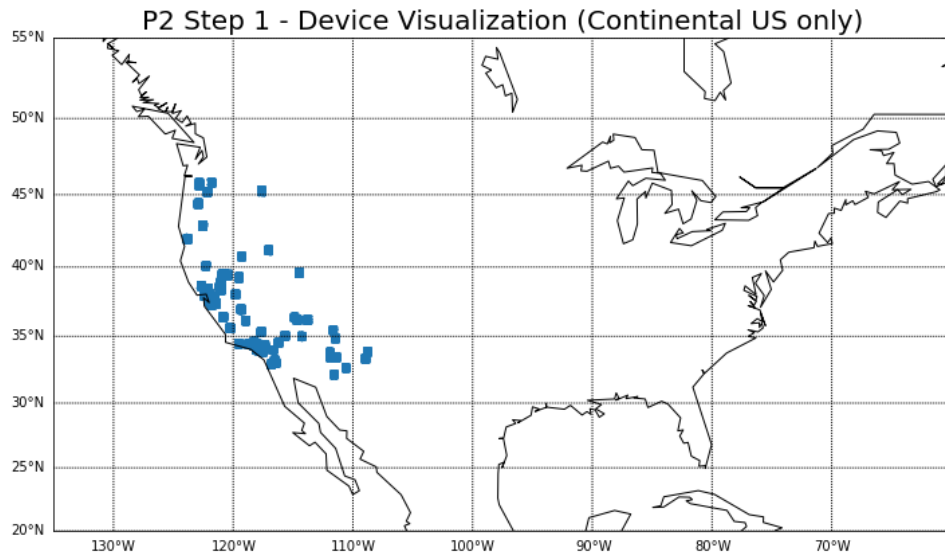 P2 Step 1 - Device Visualization (Continental US only)
55°N
50°N
45°N
40°N
35°N
30°N
25°N
20°N
130°W 120°W 110°W 100°W 90°W 80°W 70°W